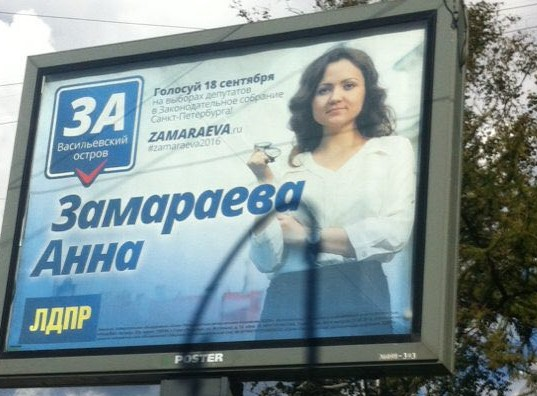 ЗА
Васильевский
остров
Голосуй 18 сентября
на выборах депутатов
в Законодательное собрание
Санкт-Петербурга!
ZAMARAEVA.ru
#zamaraeva2016
Замараева
Анна
ЛДПР
POSTER